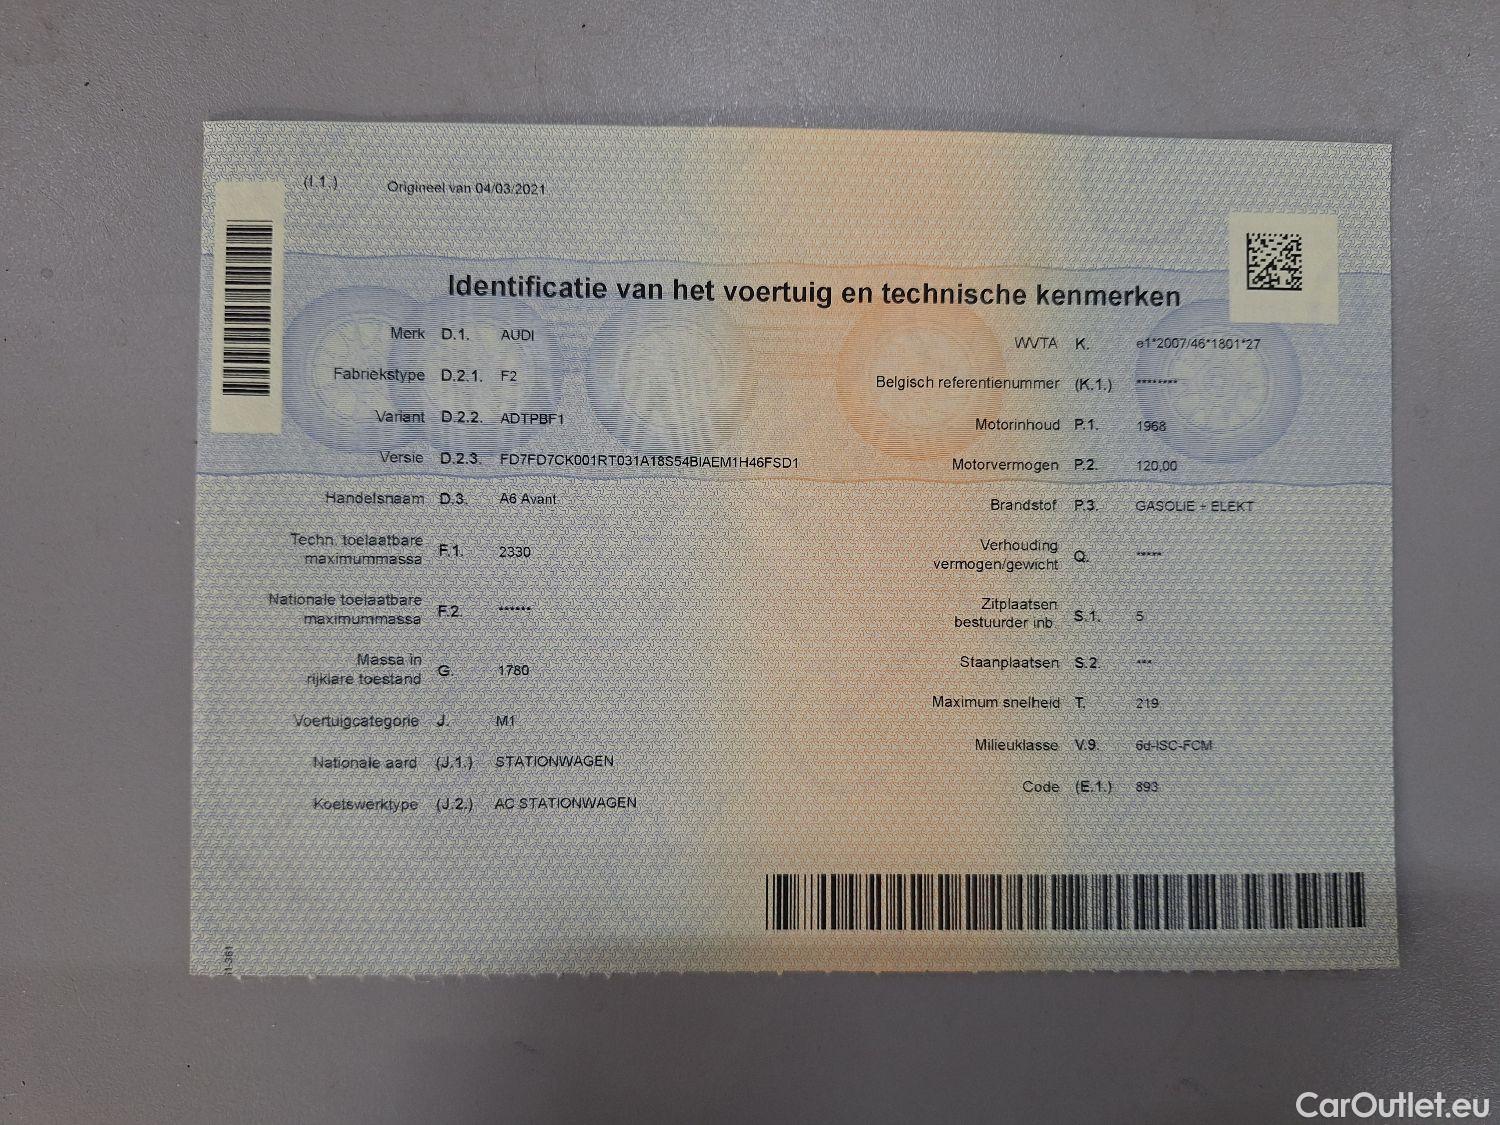 (I.1.) Origineel van 04/03/2021
Identificatie van het voertuig en technische kenmerken
Merk D.1. AUDI
Fabriekstype D.2.1. F2
Variant D.2.2. ADTPBF1
Versie D.2.3. FD7FD7CK001RT031A18S54BIAEM1H46FSD1
Handelsnaam D.3. A6 Avant
Techn. toelaatbare
maximummassa F.1. 2330
Nationale toelaatbare
maximummassa F.2. ******
Massa in
rijklare toestand G. 1780
Voertuigcategorie J. M1
Nationale aard (J.1.) STATIONWAGEN
Koetswerktype (J.2.) AC STATIONWAGEN
WVTA K. e1*2007/46*1801*27
Belgisch referentienummer (K.1.) ********
Motorinhoud P.1. 1968
Motorvermogen P.2. 120,00
Brandstof P.3. GASOLIE + ELEKT
Verhouding
vermogen/gewicht Q. *****
Zitplaatsen
bestuurder inb. S.1. 5
Staanplaatsen S.2. ***
Maximum snelheid T. 219
Milieuklasse V.9. 6d-ISC-FCM
Code (E.1.) 893
CarOutlet.eu